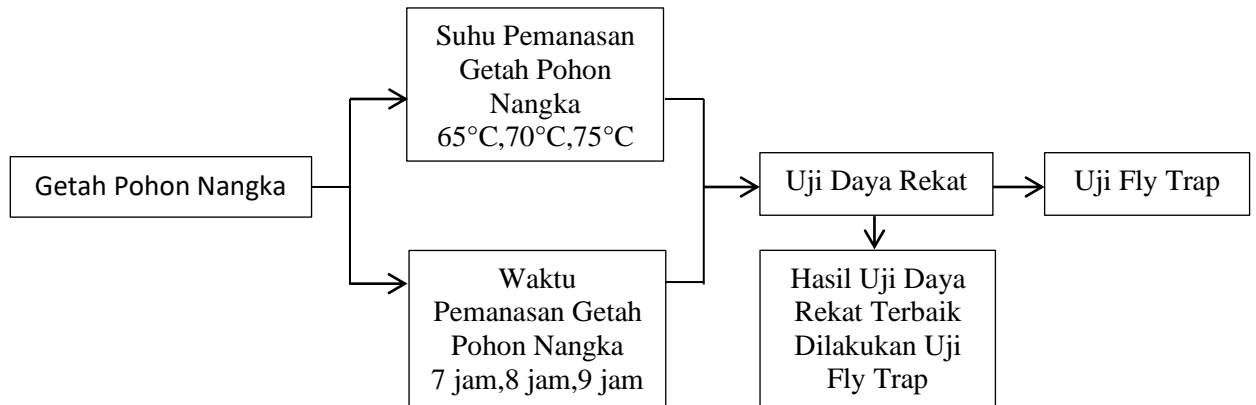 Getah Pohon Nangka
Suhu Pemanasan
Getah Pohon
Nangka
65°C,70°C,75°C
Waktu
Pemanasan Getah
Pohon Nangka
7 jam,8 jam,9 jam
Uji Daya Rekat
Hasil Uji Daya
Rekat Terbaik
Dilakukan Uji
Fly Trap
Uji Fly Trap